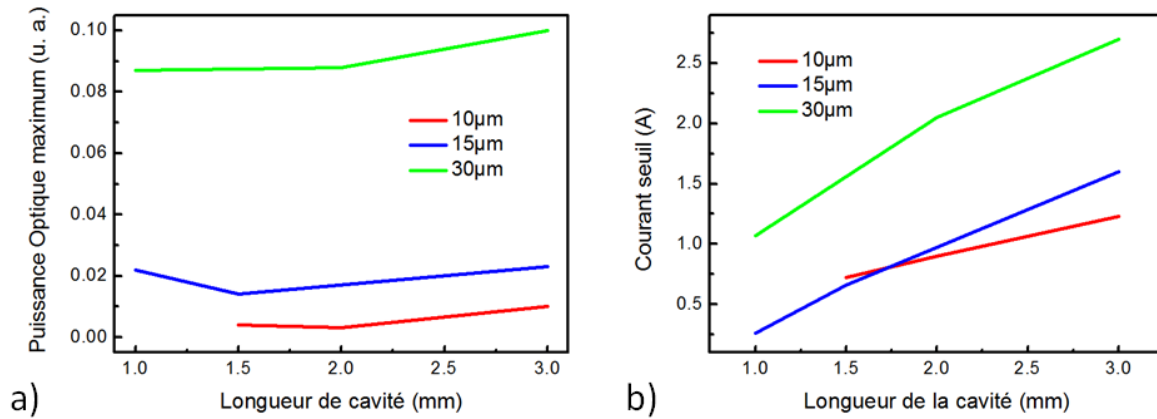 a)
Puissance Optique maximum (u. a.)
0.10
0.08
0.06
0.04
0.02
0.00
10µm
15µm
30µm
1.0 1.5 2.0 2.5 3.0
Longueur de cavité (mm)
b)
Courant seuil (A)
2.5
2.0
1.5
1.0
0.5
10µm
15µm
30µm
1.0 1.5 2.0 2.5 3.0
Longueur de la cavité (mm)